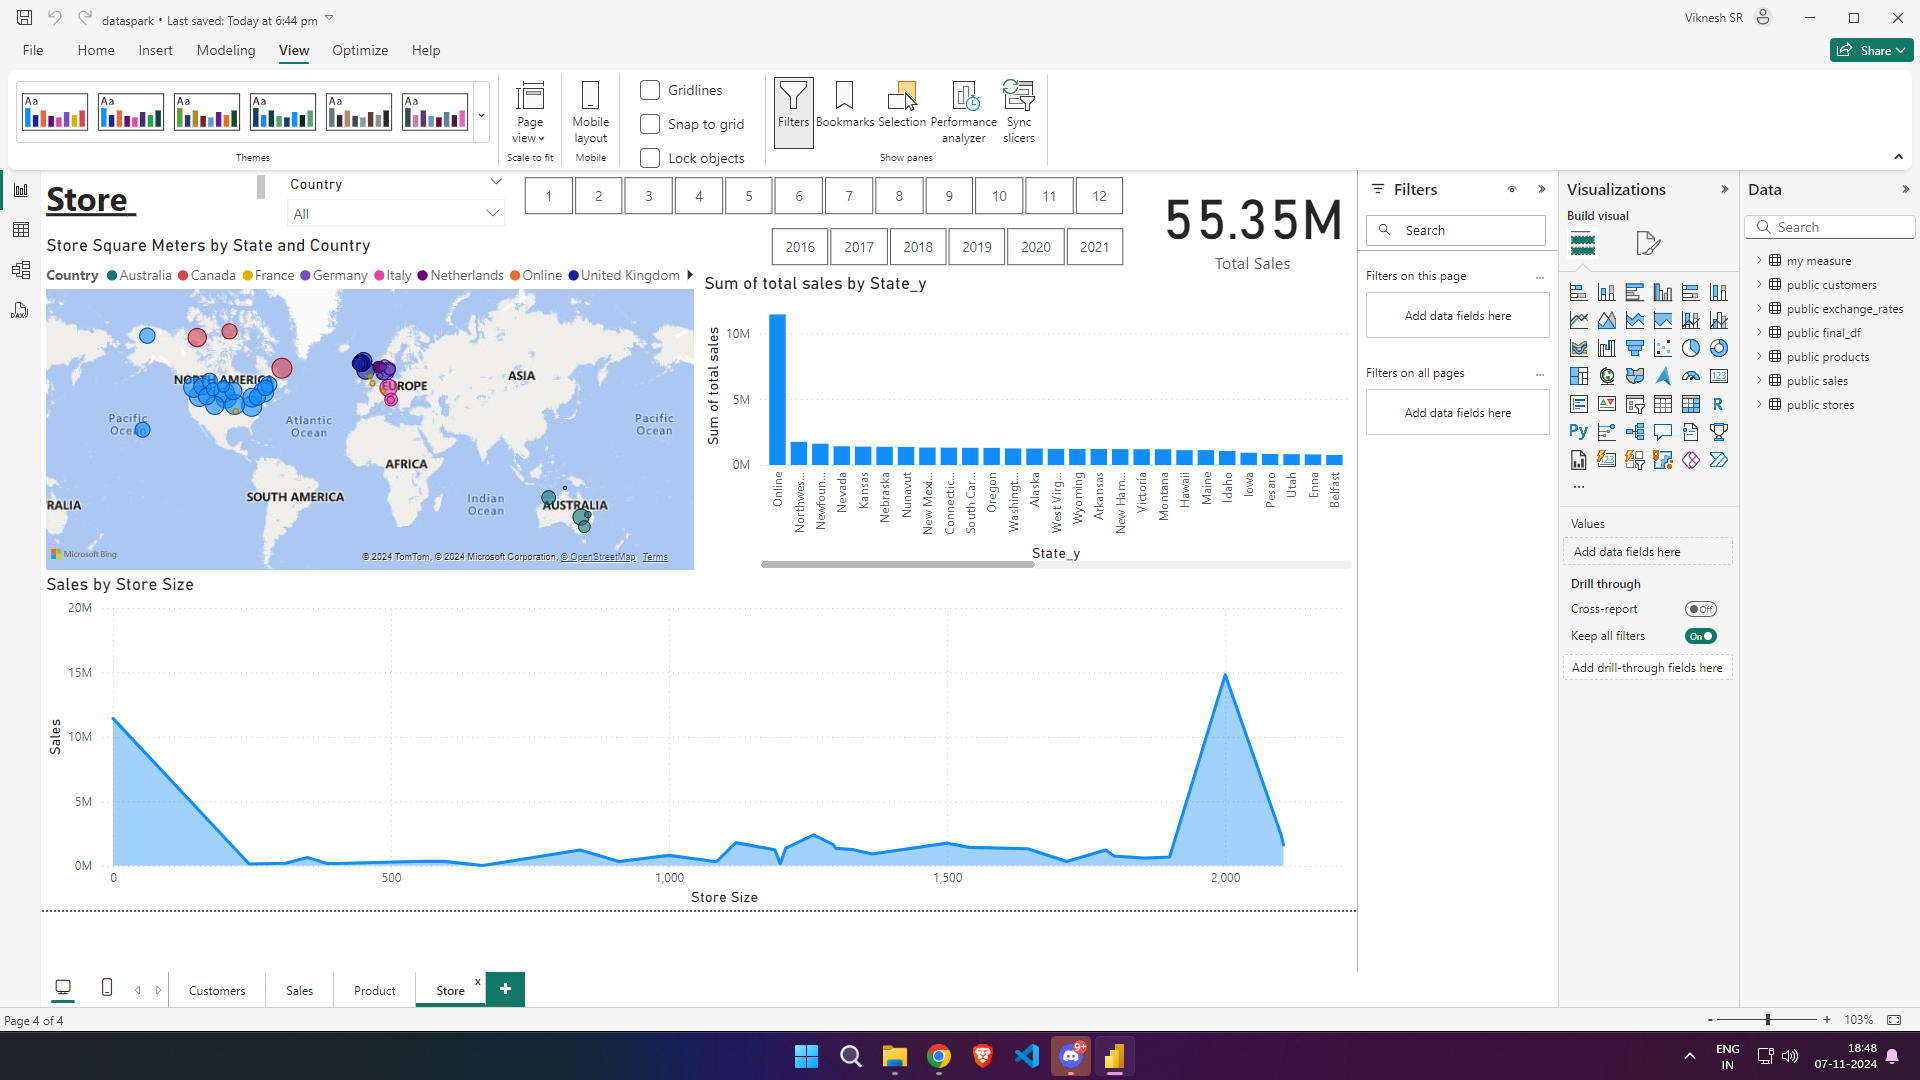 dataspark • Last saved: Today at 6:44 pm
Viknesh SR
File Home Insert Modeling View Optimize Help
Share
Aa Aa Aa Aa Aa Aa
Themes
Page view
Scale to fit
Mobile layout
Mobile
Gridlines
Snap to grid
Lock objects
Filters
Bookmarks
Selection
Performance analyzer
Sync slicers
Show panes
Store
Country
All
1 2 3 4 5 6 7 8 9 10 11 12
2016 2017 2018 2019 2020 2021
55.35M
Total Sales
Store Square Meters by State and Country
Country Australia Canada France Germany Italy Netherlands Online United Kingdom
NORTH AMERICA
EUROPE
ASIA
Pacific Ocean
Atlantic Ocean
Pacific Ocean
AFRICA
SOUTH AMERICA
Indian Ocean
AUSTRALIA
RALIA
Microsoft Bing
© 2024 TomTom, © 2024 Microsoft Corporation, © OpenStreetMap Terms
Sum of total sales by State_y
Sum of total sales
10M
5M
0M
Online
Northwes...
Newfoun...
Nevada
Kansas
Nebraska
Nunavut
New Mexi...
Connectic...
South Car...
Oregon
Washingt...
Alaska
West Virg...
Wyoming
Arkansas
New Ham...
Victoria
Montana
Hawaii
Maine
Idaho
Iowa
Pesaro
Utah
Enna
Belfast
State_y
Sales by Store Size
Sales
20M
15M
10M
5M
0M
0 500 1,000 1,500 2,000
Store Size
Filters
Search
Filters on this page ...
Add data fields here
Filters on all pages ...
Add data fields here
Visualizations
Build visual
123
R
Py
...
Values
Add data fields here
Drill through
Cross-report Off
Keep all filters On
Add drill-through fields here
Data
Search
my measure
public customers
public exchange_rates
public final_df
public products
public sales
public stores
Customers Sales Product Store x +
Page 4 of 4
- + 103%
9+
ENG
IN
18:48
07-11-2024